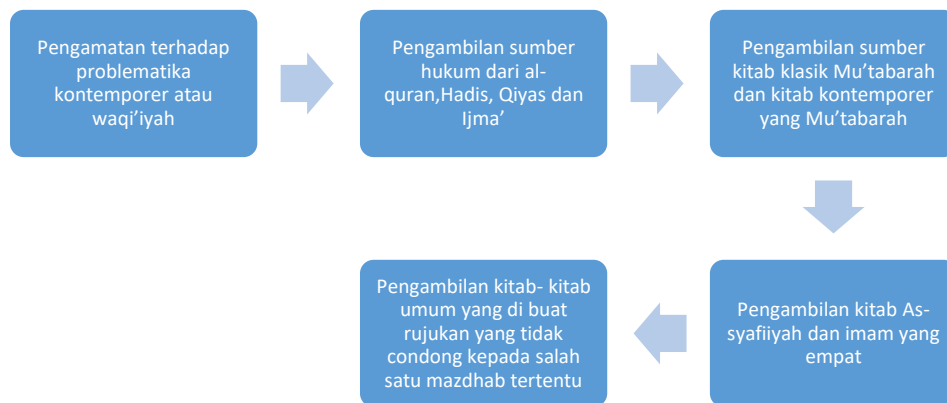 Pengamatan terhadap
problematika
kontemporer atau
waqi’iyah
Pengambilan sumber
hukum dari al-
quran,Hadis, Qiyas dan
Ijma’
Pengambilan sumber
kitab klasik Mu’tabarah
dan kitab kontemporer
yang Mu’tabarah
Pengambilan kitab As-
syafiiyah dan imam yang
empat
Pengambilan kitab- kitab
umum yang di buat
rujukan yang tidak
condong kepada salah
satu mazdhab tertentu